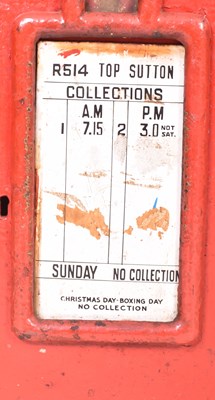 R514 TOP SUTTON
COLLECTIONS
A.M P.M
1 7.15 2 3.0 NOT SAT.
SUNDAY NO COLLECTION
CHRISTMAS DAY·BOXING DAY
NO COLLECTION